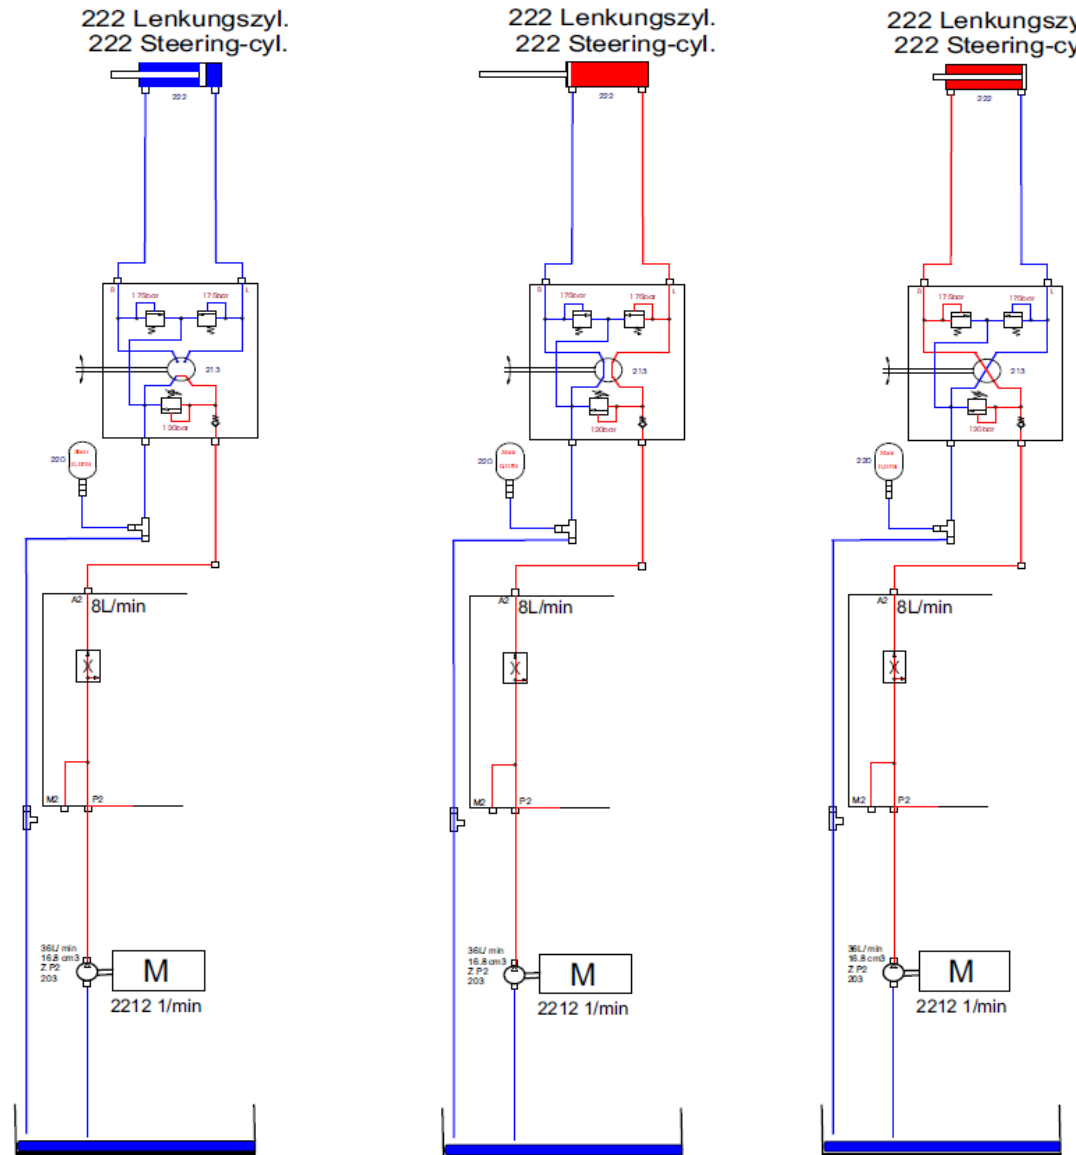 222 Lenkungszyl.
222 Steering-cyl.
222
R
L
175bar
175bar
213
120bar
220
A2
8L/min
M2
P2
36L/min
16.8 cm3
Z P2
203
M
2212 1/min
222 Lenkungszyl.
222 Steering-cyl.
222
R
L
175bar
175bar
213
120bar
220
A2
8L/min
M2
P2
36L/min
16.8 cm3
Z P2
203
M
2212 1/min
222 Lenkungszy
222 Steering-cy
222
R
L
175bar
175bar
213
120bar
220
A2
8L/min
M2
P2
36L/min
16.8 cm3
Z P2
203
M
2212 1/min